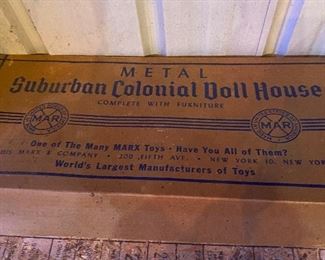 METAL
Suburban Colonial Doll House
COMPLETE WITH FURNITURE
MAR
MAR
One of the Many MARX Toys - Have You All of Them?
MARX & COMPANY - 200 FIFTH AVE. - NEW YORK 10, NEW YORK
World's Largest Manufacturers of Toys